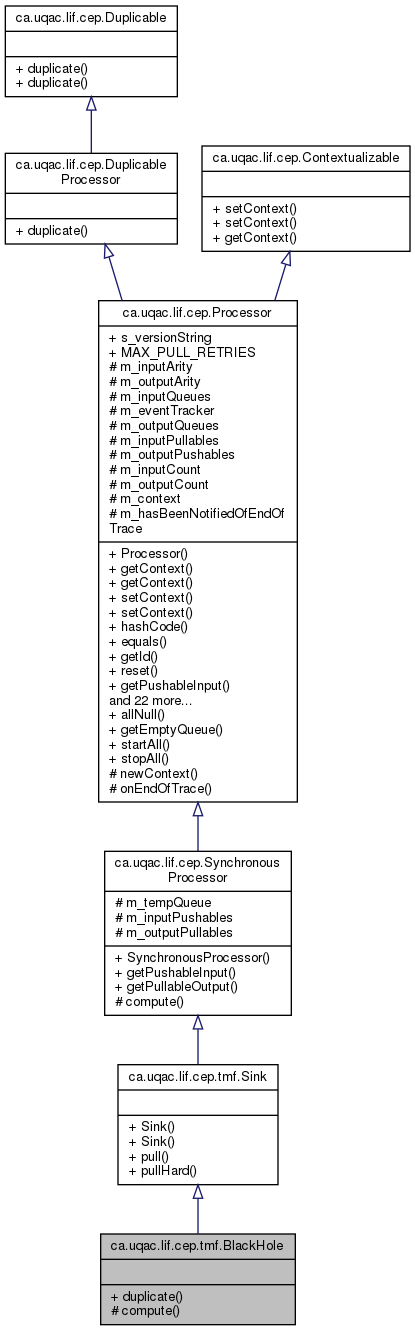 ca.uqac.lif.cep.Duplicable
+ duplicate()
+ duplicate()
ca.uqac.lif.cep.Duplicable
Processor
+ duplicate()
ca.uqac.lif.cep.Contextualizable
+ setContext()
+ setContext()
+ getContext()
ca.uqac.lif.cep.Processor
+ s_versionString
+ MAX_PULL_RETRIES
# m_inputArity
# m_outputArity
# m_inputQueues
# m_eventTracker
# m_outputQueues
# m_inputPullables
# m_outputPushables
# m_inputCount
# m_outputCount
# m_context
# m_hasBeenNotifiedOfEndOf
Trace
+ Processor()
+ getContext()
+ getContext()
+ setContext()
+ setContext()
+ hashCode()
+ equals()
+ getId()
+ reset()
+ getPushableInput()
and 22 more...
+ allNull()
+ getEmptyQueue()
+ startAll()
+ stopAll()
# newContext()
# onEndOfTrace()
ca.uqac.lif.cep.Synchronous
Processor
# m_tempQueue
# m_inputPushables
# m_outputPullables
+ SynchronousProcessor()
+ getPushableInput()
+ getPullableOutput()
# compute()
ca.uqac.lif.cep.tmf.Sink
+ Sink()
+ Sink()
+ pull()
+ pullHard()
ca.uqac.lif.cep.tmf.BlackHole
+ duplicate()
# compute()